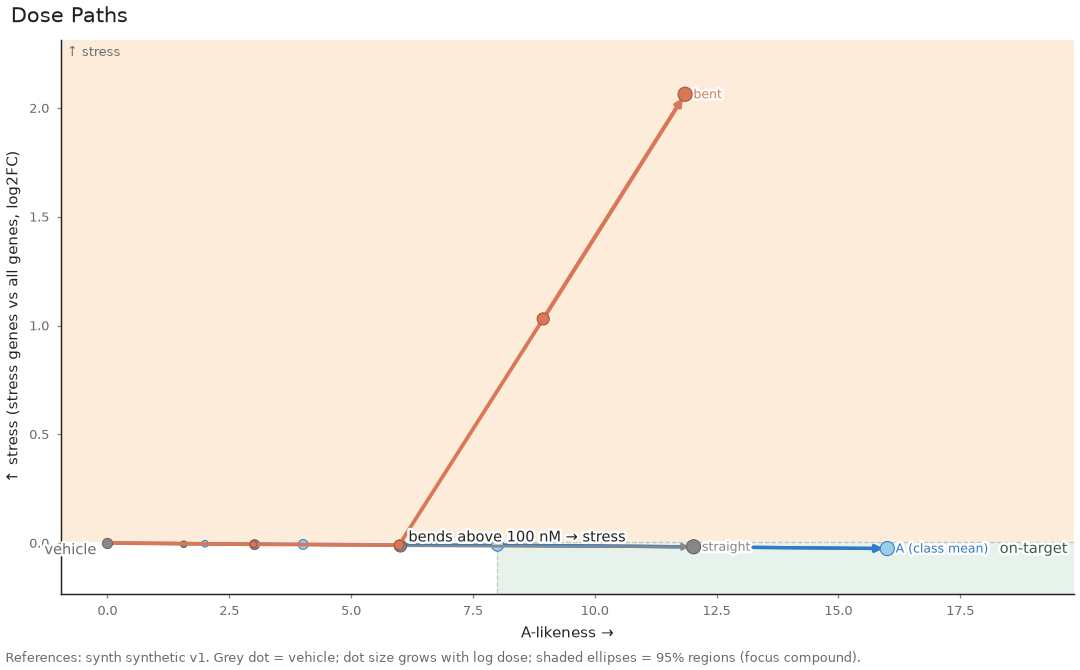 Dose Paths
↑ stress
bent
2.0
1.5
1.0
0.5
0.0
↑ stress (stress genes vs all genes, log2FC)
vehicle
bends above 100 nM → stress
straight
A (class mean)
on-target
0.0 2.5 5.0 7.5 10.0 12.5 15.0 17.5
A-likeness →
References: synth synthetic v1. Grey dot = vehicle; dot size grows with log dose; shaded ellipses = 95% regions (focus compound).